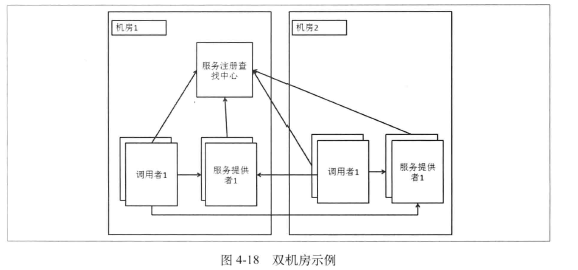 机房1
机房2
服务注册查
找中心
调用者1
服务提供
者1
调用者1
服务提供
者1
图 4-18 双机房示例